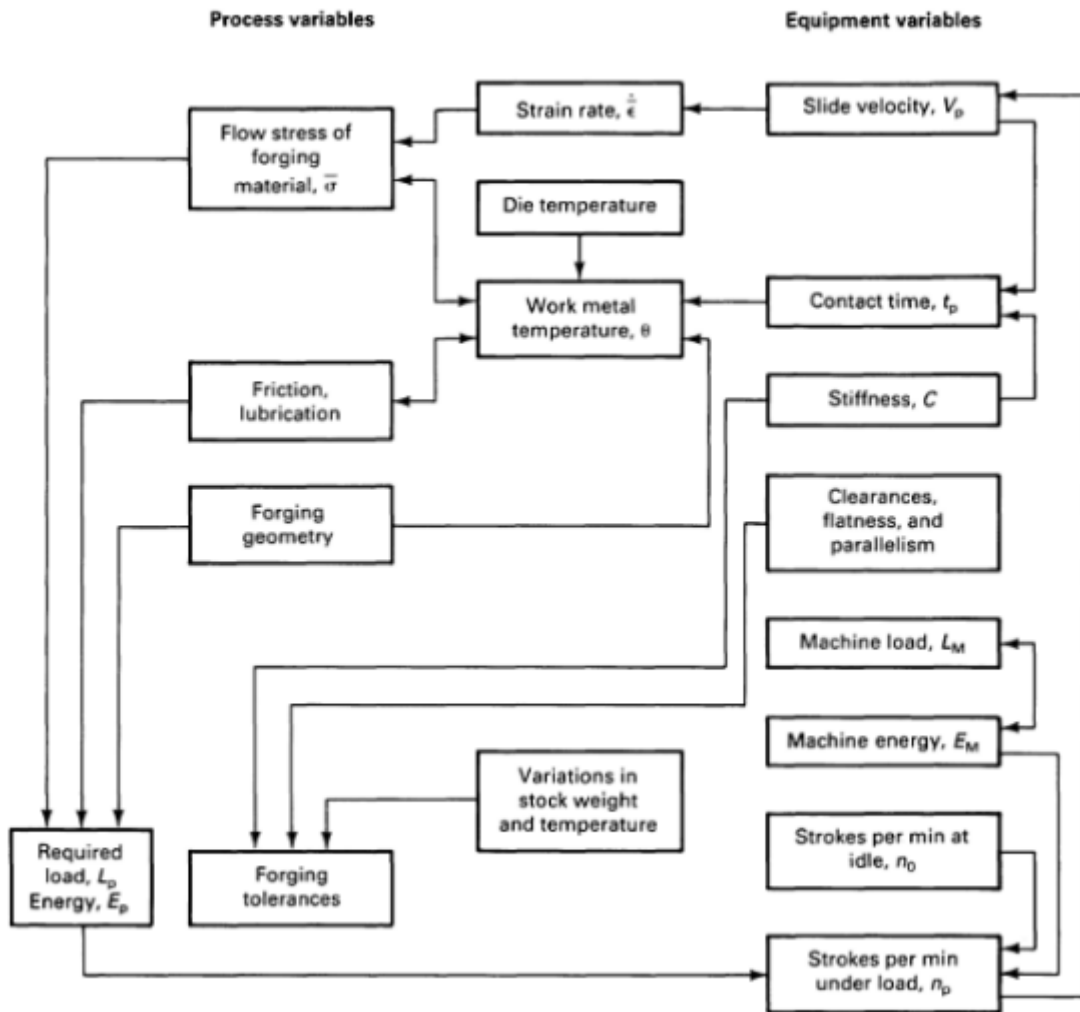 Process variables
Equipment variables
Strain rate, ε̄̇
Slide velocity, Vₚ
Flow stress of
forging
material, σ̄
Die temperature
Work metal
temperature, θ
Contact time, tₚ
Friction,
lubrication
Stiffness, C
Forging
geometry
Clearances,
flatness, and
parallelism
Machine load, L_M
Machine energy, E_M
Variations in
stock weight
and temperature
Strokes per min at
idle, n₀
Required
load, Lₚ
Energy, Eₚ
Forging
tolerances
Strokes per min
under load, nₚ